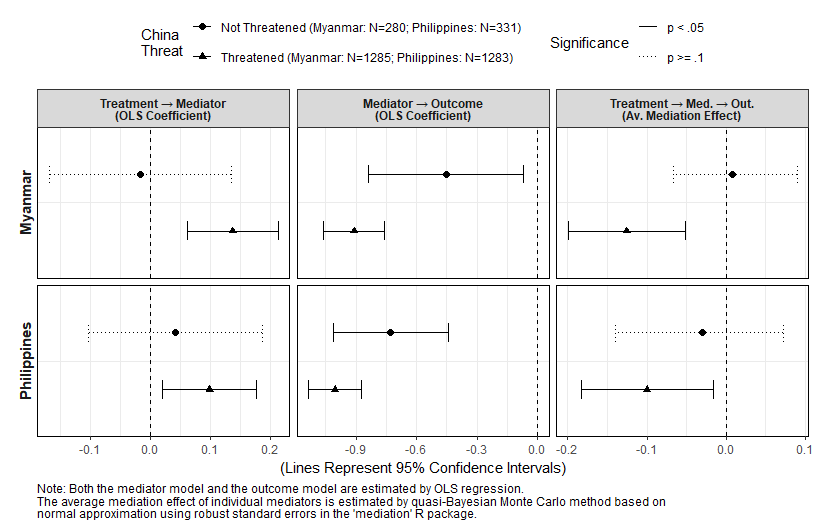 China
Threat
Not Threatened (Myanmar: N=280; Philippines: N=331)
Threatened (Myanmar: N=1285; Philippines: N=1283)
Significance
p < .05
p >= .1
Treatment → Mediator
(OLS Coefficient)
Mediator → Outcome
(OLS Coefficient)
Treatment → Med. → Out.
(Av. Mediation Effect)
Myanmar
Philippines
-0.1 0.0 0.1 0.2
-0.9 -0.6 -0.3 0.0
-0.2 -0.1 0.0 0.1
(Lines Represent 95% Confidence Intervals)
Note: Both the mediator model and the outcome model are estimated by OLS regression.
The average mediation effect of individual mediators is estimated by quasi-Bayesian Monte Carlo method based on
normal approximation using robust standard errors in the 'mediation' R package.